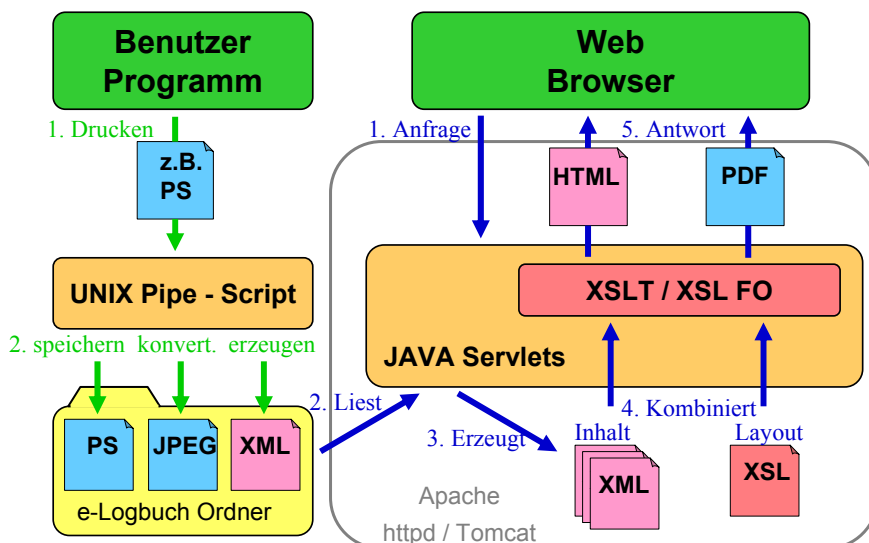 Benutzer
Programm
Web
Browser
1. Drucken
1. Anfrage
5. Antwort
z.B.
PS
HTML
PDF
UNIX Pipe - Script
XSLT / XSL FO
JAVA Servlets
2. speichern konvert. erzeugen
2. Liest
3. Erzeugt
4. Kombiniert
Inhalt
Layout
PS
JPEG
XML
XML
XSL
e-Logbuch Ordner
Apache
httpd / Tomcat